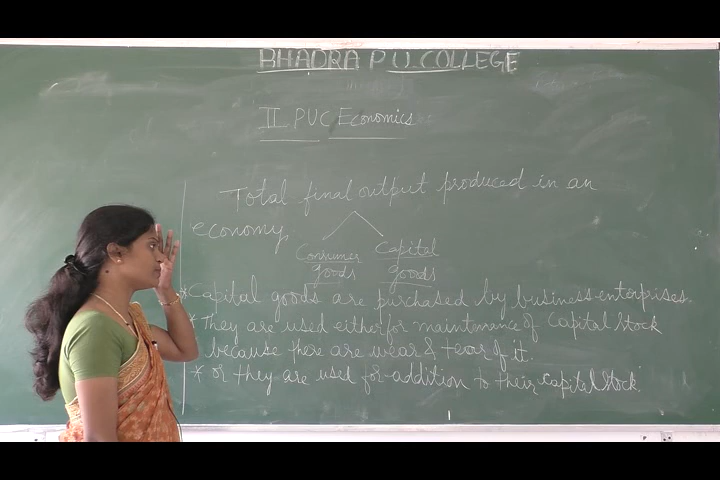 BHADRA P U COLLEGE
II PUC Economics
Total final output produced in an
economy.
Consumer goods
Capital goods
*Capital goods are purchased by business enterprises.
*They are used either for maintenance of Capital stock
because there are wear & tear of it.
* or they are used for addition to their capital stock.